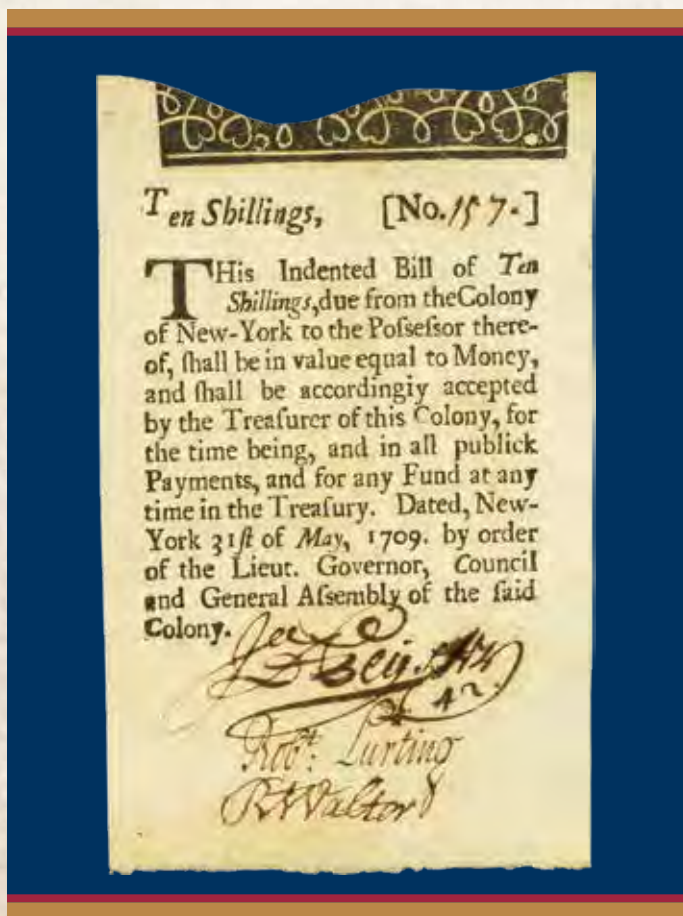 Ten Shillings, [No. 157.]
THis Indented Bill of Ten
Shillings, due from the Colony
of New-York to the Poſseſsor there-
of, ſhall be in value equal to Money,
and ſhall be accordingiy accepted
by the Treaſurer of this Colony, for
the time being, and in all publick
Payments, and for any Fund at any
time in the Treaſury. Dated, New-
York 31ſt of May, 1709. by order
of the Lieut. Governor, Council
and General Aſsembly of the ſaid
Colony.
Robt: Lurting
Rt Walter